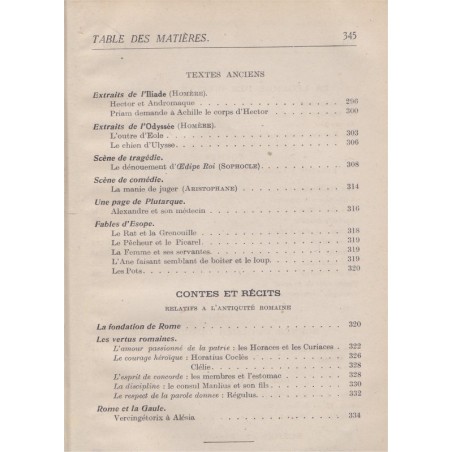 TABLE DES MATIÈRES. 345
TEXTES ANCIENS
Extraits de l'Iliade (HOMÈRE).
Hector et Andromaque 296
Priam demande à Achille le corps d'Hector 300
Extraits de l'Odyssée (HOMÈRE).
L'outre d'Eole 303
Le chien d'Ulysse 306
Scène de tragédie.
Le dénouement d'Œdipe Roi (SOPHOCLE) 308
Scène de comédie.
La manie de juger (ARISTOPHANE) 314
Une page de Plutarque.
Alexandre et son médecin 316
Fables d'Esope.
Le Rat et la Grenouille 318
Le Pêcheur et le Picarel 319
La Femme et ses servantes 319
L'Ane faisant semblant de boiter et le loup 319
Les Pots 320
CONTES ET RÉCITS
RELATIFS A L'ANTIQUITÉ ROMAINE
La fondation de Rome 320
Les vertus romaines.
L'amour passionné de la patrie : les Horaces et les Curiaces 322
Le courage héroïque : Horatius Coclès 326
Clélie 328
L'esprit de concorde : les membres et l'estomac 328
La discipline : le consul Manlius et son fils 330
Le respect de la parole donnée : Régulus 332
Rome et la Gaule.
Vercingétorix à Alésia 334